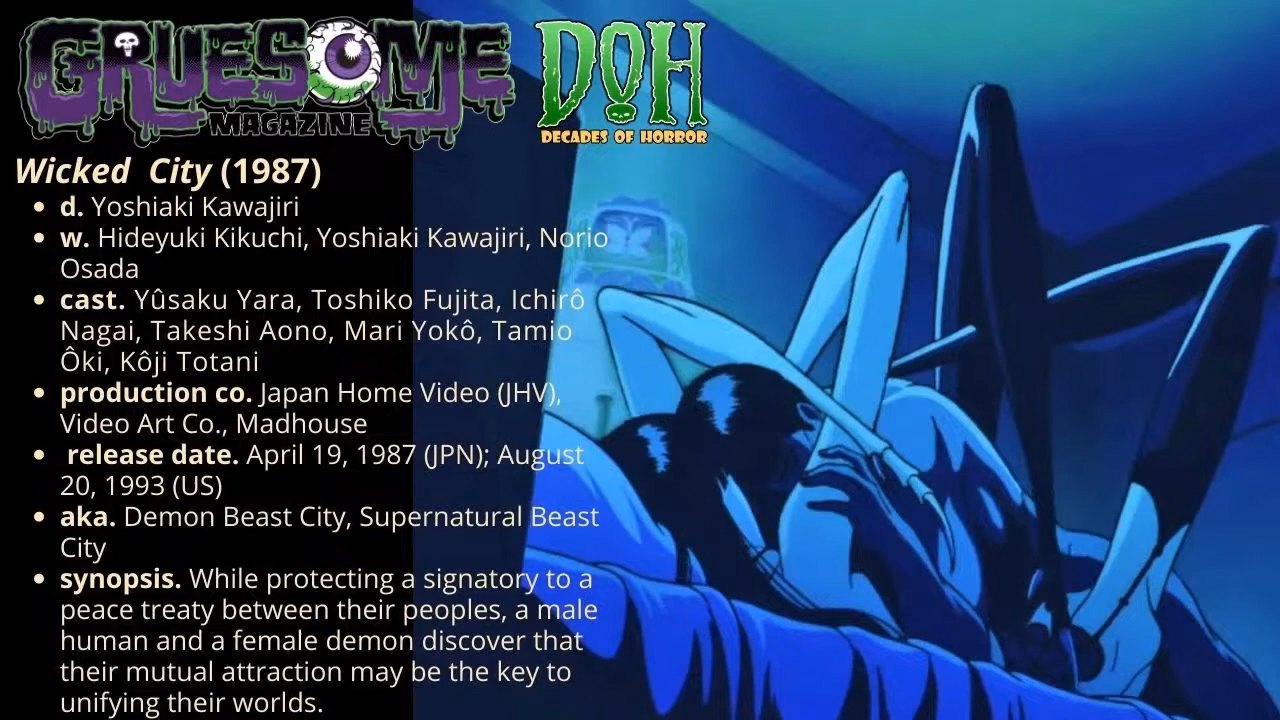 GRUESOME
MAGAZINE
DOH
DECADES OF HORROR
Wicked City (1987)
• d. Yoshiaki Kawajiri
• w. Hideyuki Kikuchi, Yoshiaki Kawajiri, Norio
Osada
• cast. Yûsaku Yara, Toshiko Fujita, Ichirô
Nagai, Takeshi Aono, Mari Yokô, Tamio
Ôki, Kôji Totani
• production co. Japan Home Video (JHV),
Video Art Co., Madhouse
• release date. April 19, 1987 (JPN); August
20, 1993 (US)
• aka. Demon Beast City, Supernatural Beast
City
• synopsis. While protecting a signatory to a
peace treaty between their peoples, a male
human and a female demon discover that
their mutual attraction may be the key to
unifying their worlds.